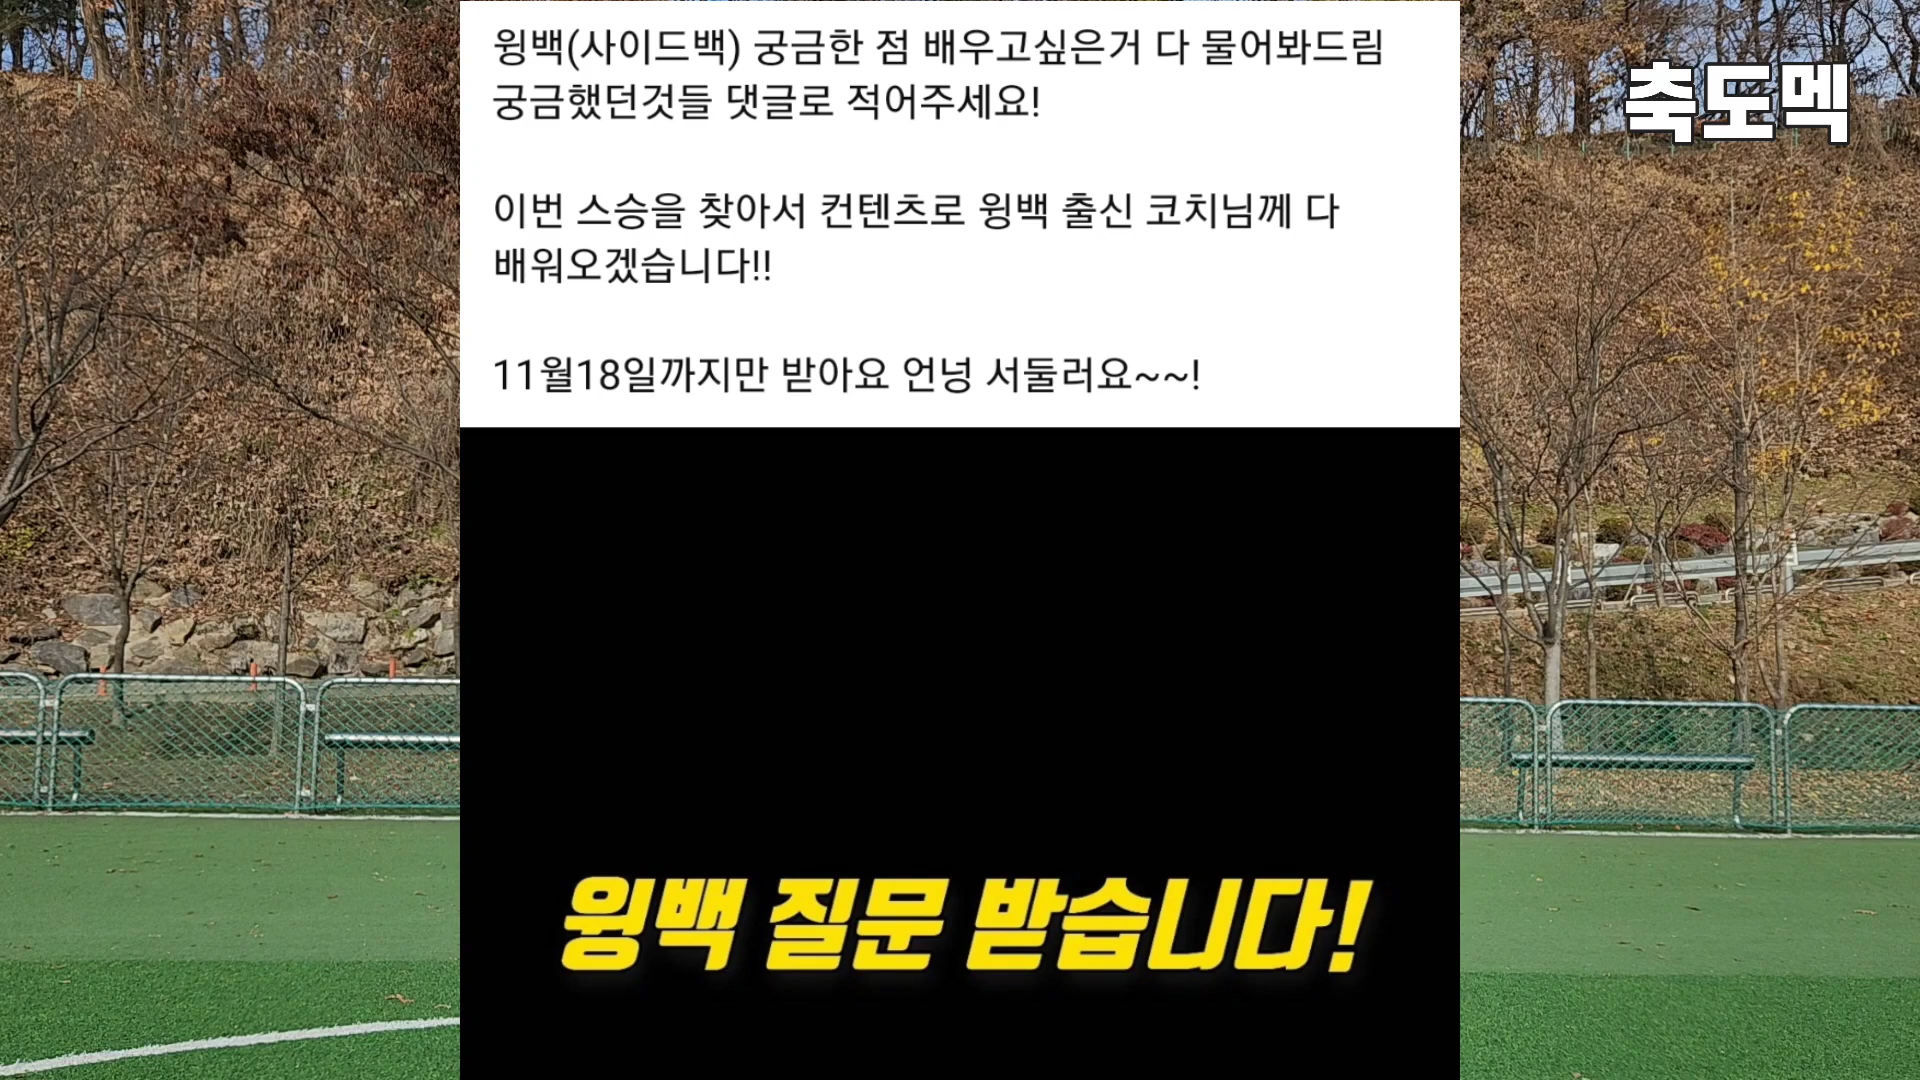 윙백(사이드백) 궁금한 점 배우고싶은거 다 물어봐드림
궁금했던것들 댓글로 적어주세요!
이번 스승을 찾아서 컨텐츠로 윙백 출신 코치님께 다
배워오겠습니다!!
11월18일까지만 받아요 언넝 서둘러요~~!
축도멕
윙백 질문 받습니다!